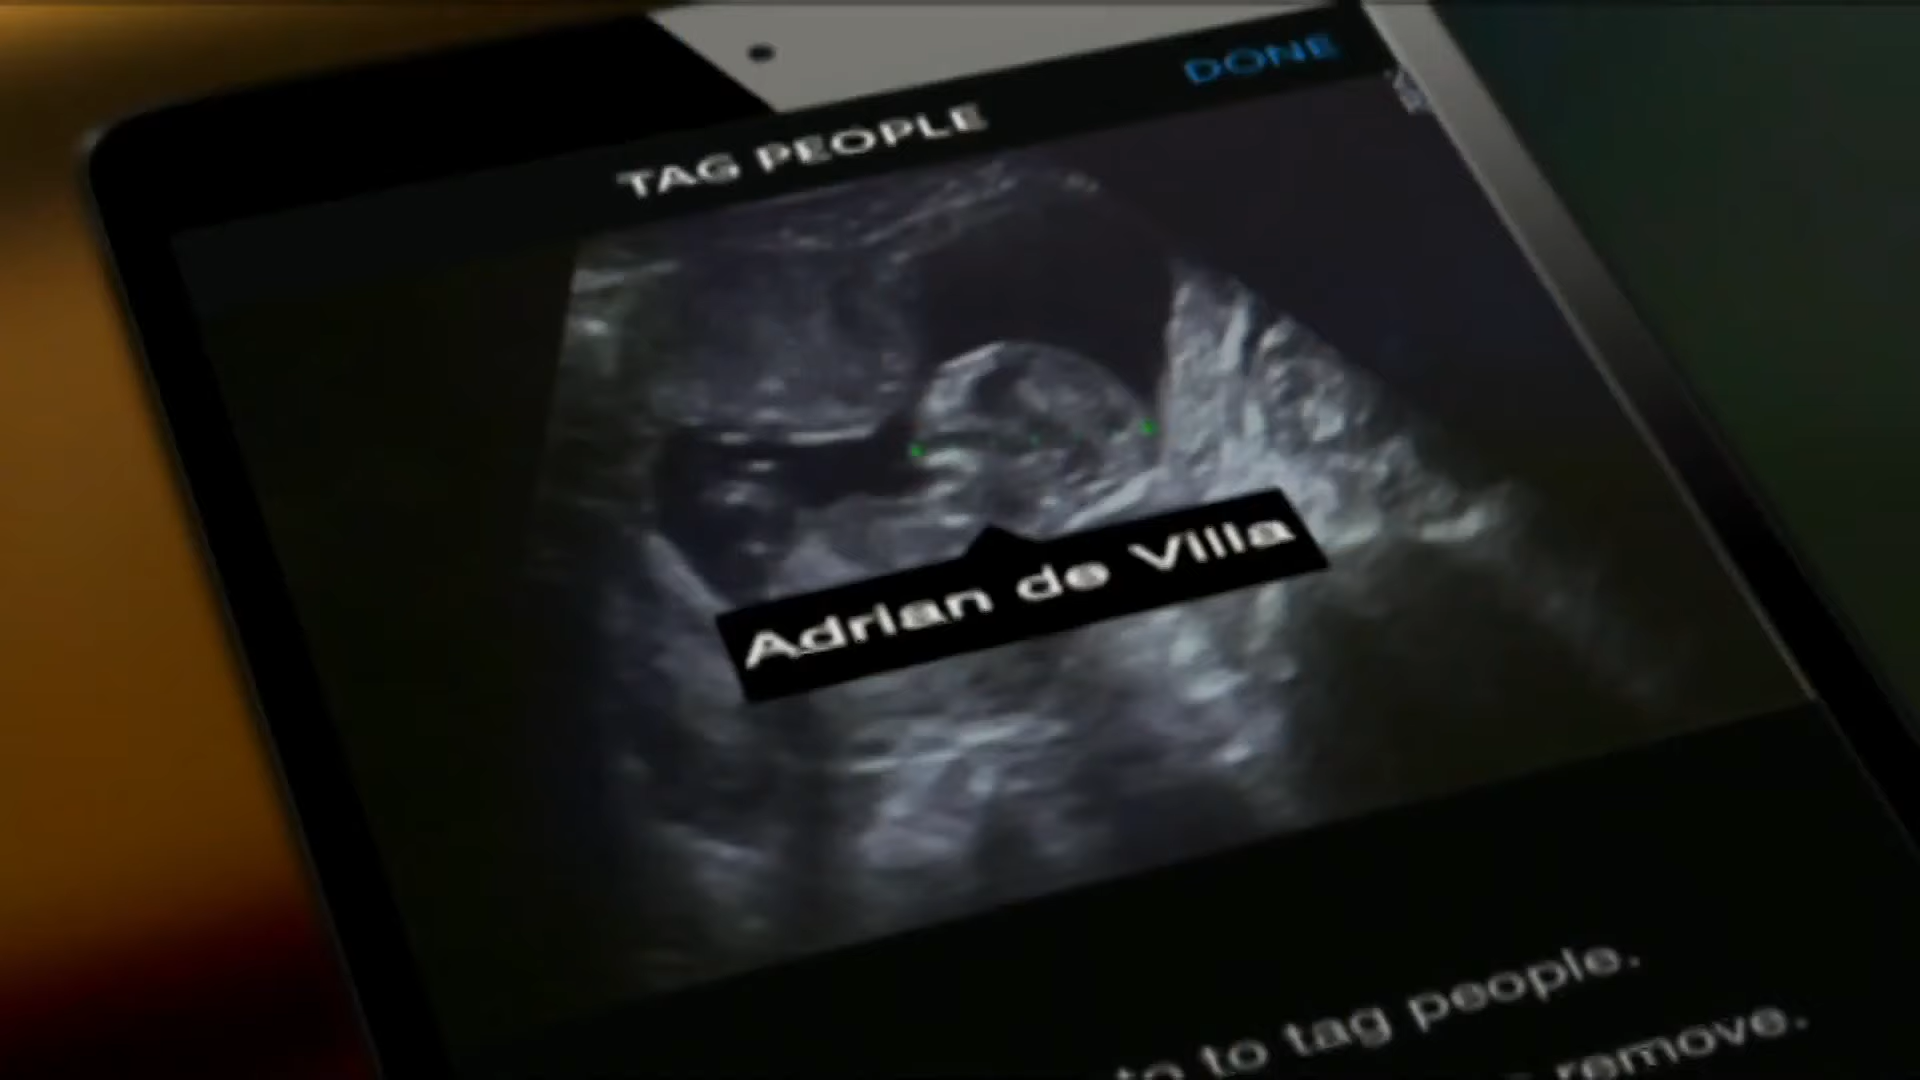 DONE
TAG PEOPLE
Adrian de Villa
to tag people.
remove.